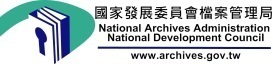 國家發展委員會檔案管理局
National Archives Administration
National Development Council
www.archives.gov.tw